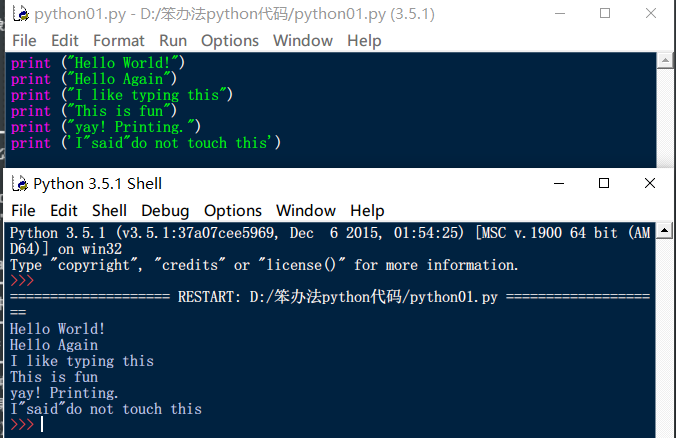 python01.py - D:/笨办法python代码/python01.py (3.5.1)
File Edit Format Run Options Window Help
print ("Hello World!")
print ("Hello Again")
print ("I like typing this")
print ("This is fun")
print ("yay! Printing.")
print ('I"said"do not touch this')
Python 3.5.1 Shell
File Edit Shell Debug Options Window Help
Python 3.5.1 (v3.5.1:37a07cee5969, Dec  6 2015, 01:54:25) [MSC v.1900 64 bit (AM
D64)] on win32
Type "copyright", "credits" or "license()" for more information.
>>>
==================== RESTART: D:/笨办法python代码/python01.py ==================
==
Hello World!
Hello Again
I like typing this
This is fun
yay! Printing.
I"said"do not touch this
>>>